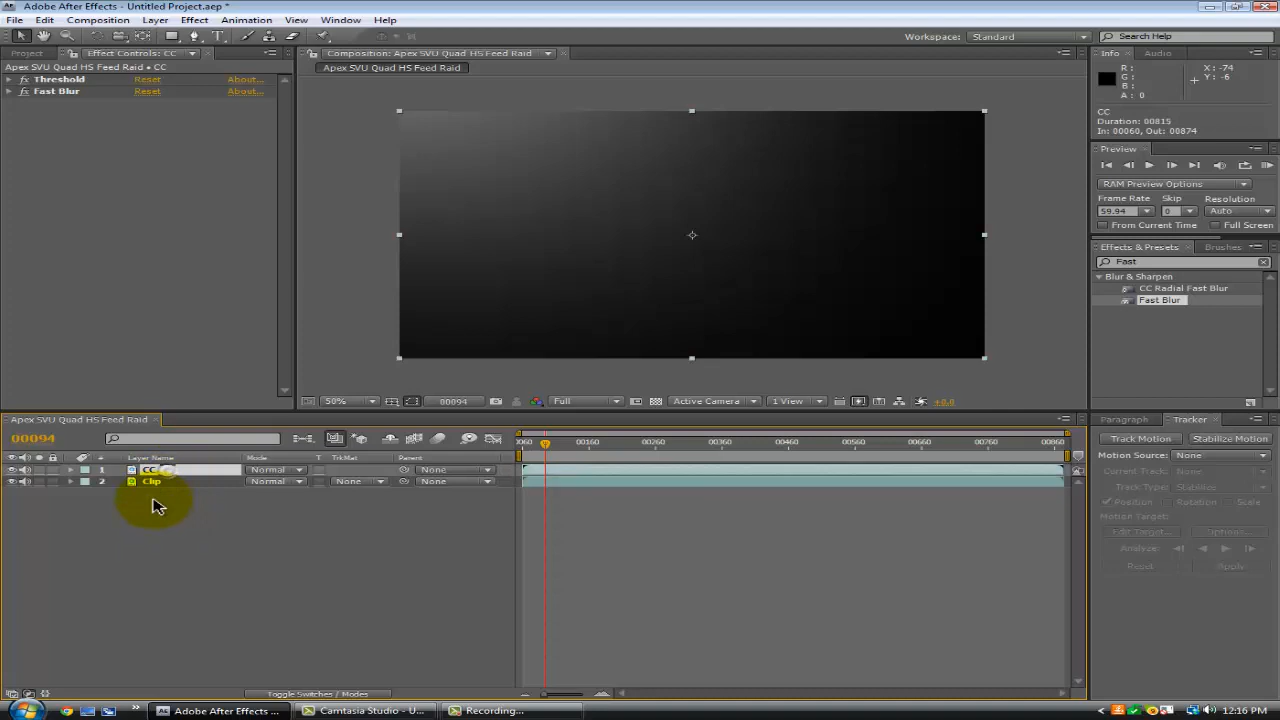 Adobe After Effects - Untitled Project.aep *
File Edit Composition Layer Effect Animation View Window Help
Workspace: Standard Search Help
Project Effect Controls: CC
Apex SVU Quad HS Feed Raid • CC
Threshold Reset About...
Fast Blur Reset About...
Composition: Apex SVU Quad HS Feed Raid
Apex SVU Quad HS Feed Raid
50% 00094 Full Active Camera 1 View +0.0
Info Audio
R : X : -74
G : Y : -6
B :
A : 0
CC
Duration: 00815
In: 00060, Out: 00874
Preview
RAM Preview Options
Frame Rate Skip Resolution
59.94 0 Auto
From Current Time Full Screen
Effects & Presets Brushes
Fast
Blur & Sharpen
CC Radial Fast Blur
Fast Blur
Apex SVU Quad HS Feed Raid
00094
# Layer Name Mode T TrkMat Parent
0060 00160 00260 00360 00460 00560 00660 00760 00860
1 CC Normal None
2 Clip Normal None None
Toggle Switches / Modes
Paragraph Tracker
Track Motion Stabilize Motion
Motion Source: None
Current Track: None
Track Type: Stabilize
Position Rotation Scale
Motion Target:
Edit Target... Options...
Analyze:
Reset Apply
Adobe After Effects ... Camtasia Studio - U... Recording... 12:16 PM